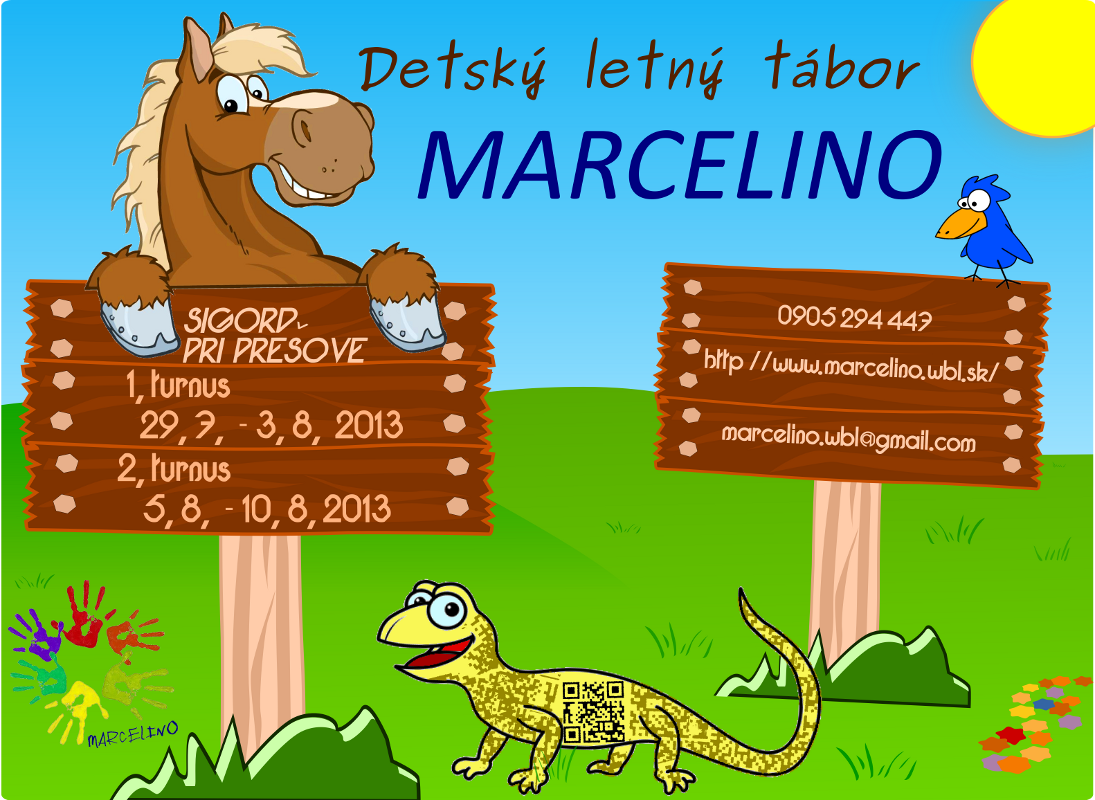 Detský letný tábor
MARCELINO
SIGORD,
PRI PRESOVE
1, turnus
29, 7, - 3, 8, 2013
2, turnus
5, 8, - 10, 8, 2013
0905 294 447
http //www.marcelino.wbl.sk/
marcelino.wbl@gmail.com
MARCELINO